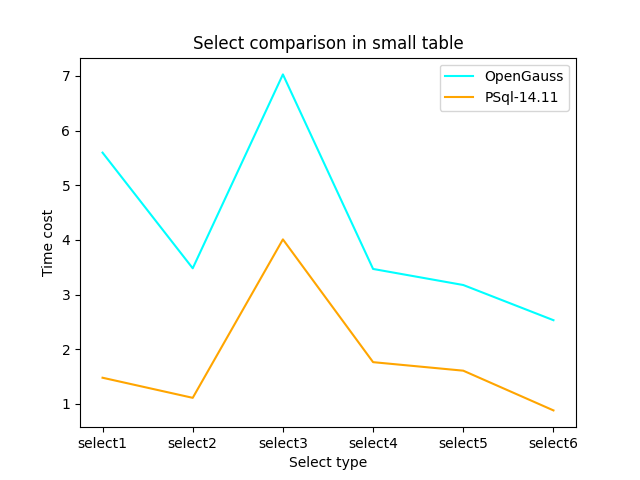 Select comparison in small table
OpenGauss
PSql-14.11
7
6
5
4
3
2
1
Time cost
select1 select2 select3 select4 select5 select6
Select type